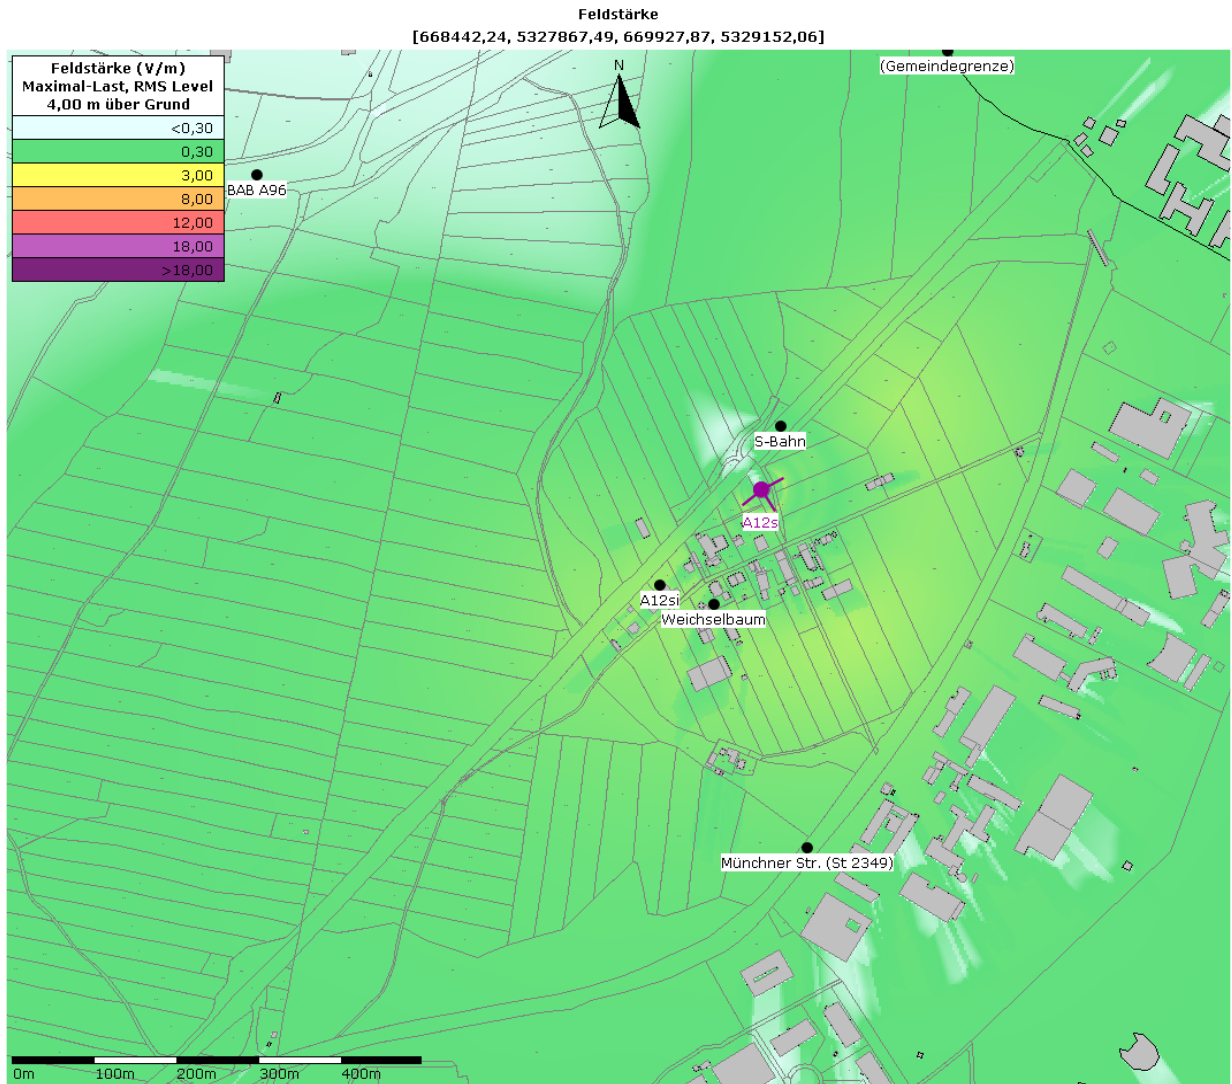 Feldstärke
[668442,24, 5327867,49, 669927,87, 5329152,06]
Feldstärke (V/m)
Maximal-Last, RMS Level
4,00 m über Grund
<0,30
0,30
3,00
8,00
12,00
18,00
>18,00
N
(Gemeindegrenze)
BAB A96
S-Bahn
A12s
A12si
Weichselbaum
Münchner Str. (St 2349)
0m 100m 200m 300m 400m